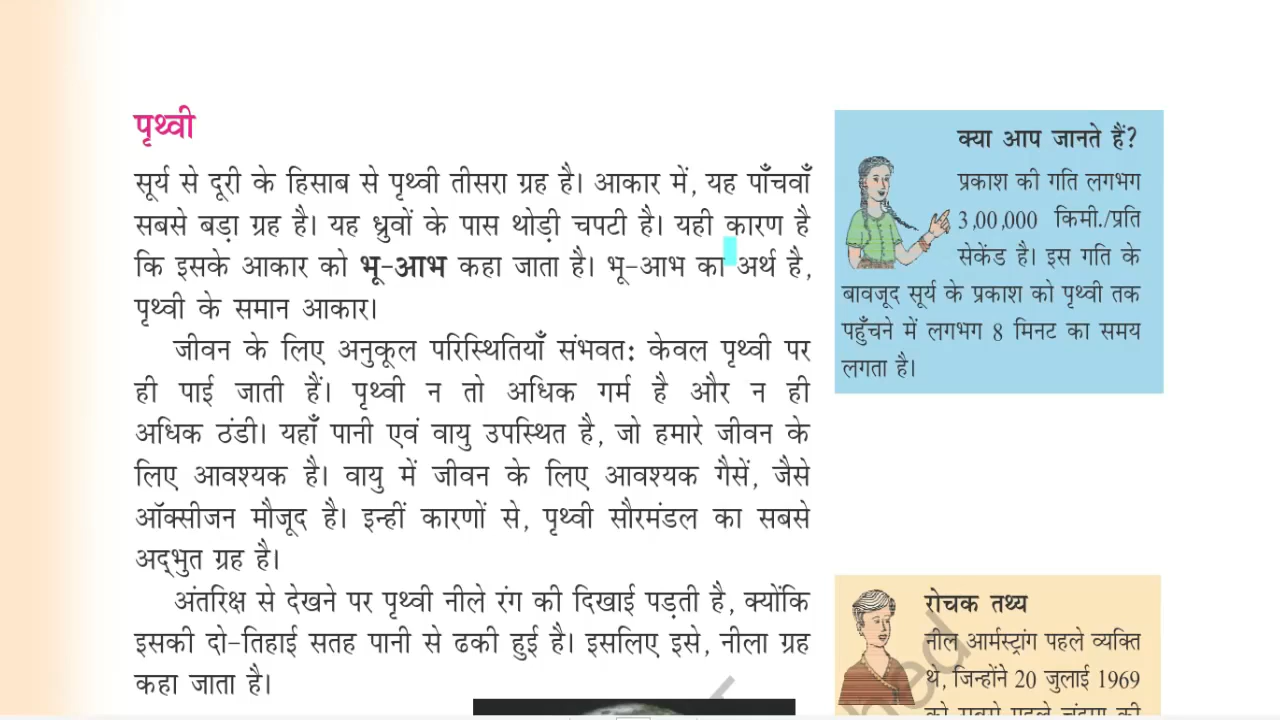 पृथ्वी
सूर्य से दूरी के हिसाब से पृथ्वी तीसरा ग्रह है। आकार में, यह पाँचवाँ
सबसे बड़ा ग्रह है। यह ध्रुवों के पास थोड़ी चपटी है। यही कारण है
कि इसके आकार को भू-आभ कहा जाता है। भू-आभ का अर्थ है,
पृथ्वी के समान आकार।
जीवन के लिए अनुकूल परिस्थितियाँ संभवत: केवल पृथ्वी पर
ही पाई जाती हैं। पृथ्वी न तो अधिक गर्म है और न ही
अधिक ठंडी। यहाँ पानी एवं वायु उपस्थित है, जो हमारे जीवन के
लिए आवश्यक है। वायु में जीवन के लिए आवश्यक गैसें, जैसे
ऑक्सीजन मौजूद है। इन्हीं कारणों से, पृथ्वी सौरमंडल का सबसे
अद्‌भुत ग्रह है।
अंतरिक्ष से देखने पर पृथ्वी नीले रंग की दिखाई पड़ती है, क्योंकि
इसकी दो-तिहाई सतह पानी से ढकी हुई है। इसलिए इसे, नीला ग्रह
कहा जाता है।
क्या आप जानते हैं?
प्रकाश की गति लगभग
3,00,000 किमी./प्रति
सेकेंड है। इस गति के
बावजूद सूर्य के प्रकाश को पृथ्वी तक
पहुँचने में लगभग 8 मिनट का समय
लगता है।
रोचक तथ्य
नील आर्मस्ट्रांग पहले व्यक्ति
थे, जिन्होंने 20 जुलाई 1969
को सबसे पहले चंद्रमा की